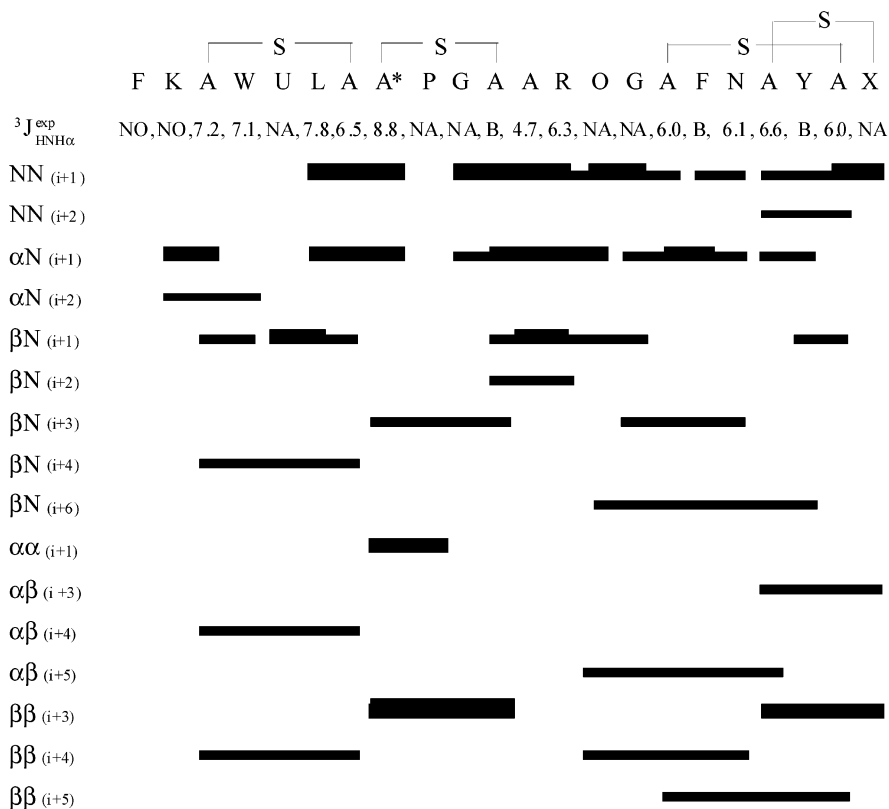 S
S S S
F K A W U L A A* P G A A R O G A F N A Y A X
³J exp HNHα NO, NO, 7.2, 7.1, NA, 7.8, 6.5, 8.8, NA, NA, B, 4.7, 6.3, NA, NA, 6.0, B, 6.1, 6.6, B, 6.0, NA
NN (i+1)
NN (i+2)
αN (i+1)
αN (i+2)
βN (i+1)
βN (i+2)
βN (i+3)
βN (i+4)
βN (i+6)
αα (i+1)
αβ (i +3)
αβ (i+4)
αβ (i+5)
ββ (i+3)
ββ (i+4)
ββ (i+5)